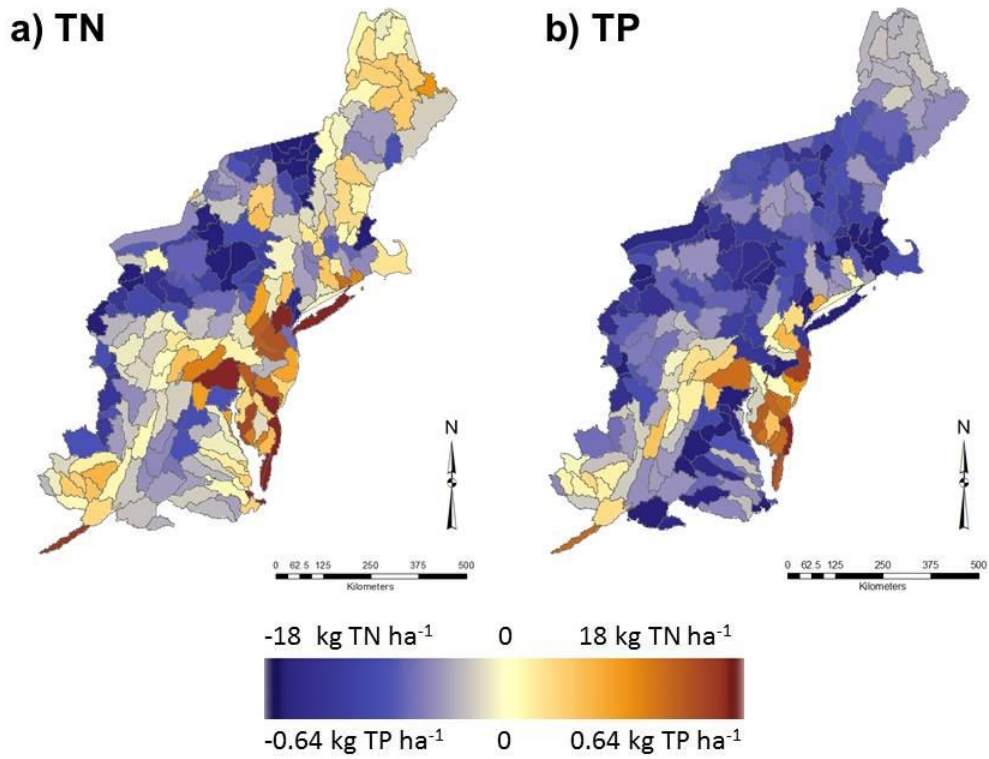 a) TN
b) TP
N
N
0 62.5 125 250 375 500
Kilometers
0 62.5 125 250 375 500
Kilometers
-18 kg TN ha-1 0 18 kg TN ha-1
-0.64 kg TP ha-1 0 0.64 kg TP ha-1